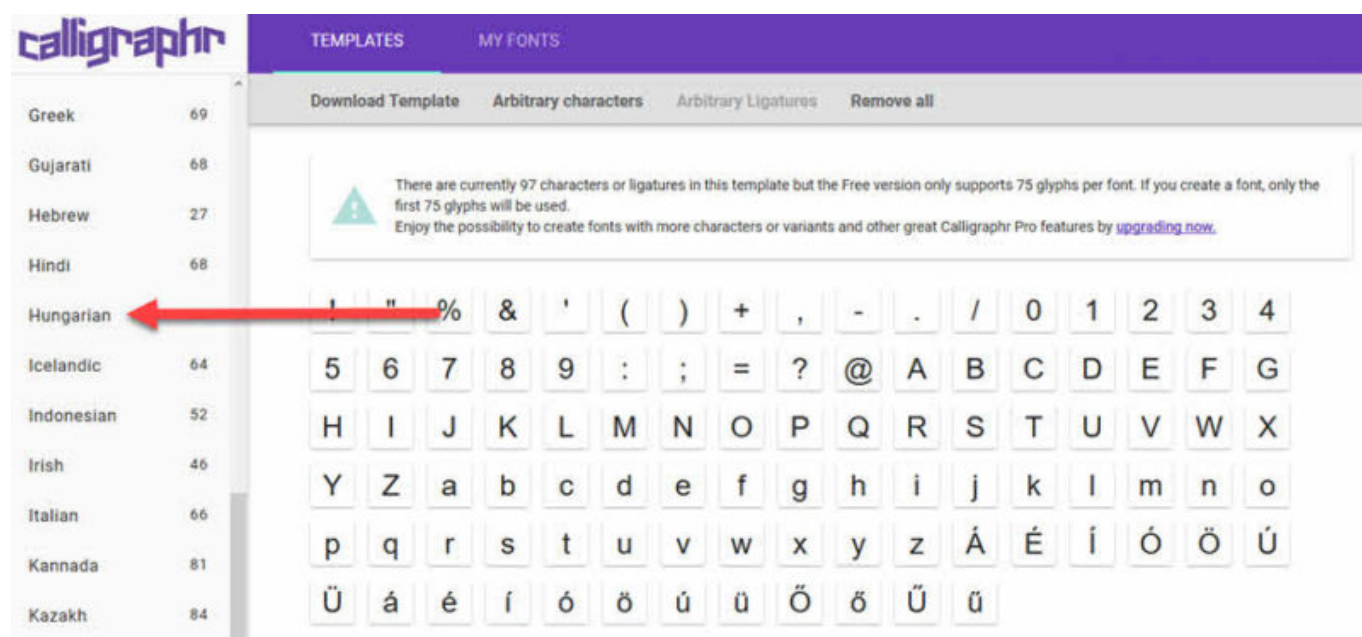 calligraphr
TEMPLATES MY FONTS
Download Template Arbitrary characters Arbitrary Ligatures Remove all
Greek 69
Gujarati 68
Hebrew 27
Hindi 68
Hungarian
Icelandic 64
Indonesian 52
Irish 46
Italian 66
Kannada 81
Kazakh 84
There are currently 97 characters or ligatures in this template but the Free version only supports 75 glyphs per font. If you create a font, only the
first 75 glyphs will be used.
Enjoy the possibility to create fonts with more characters or variants and other great Calligraphr Pro features by upgrading now.
! " % & ' ( ) + , - . / 0 1 2 3 4
5 6 7 8 9 : ; = ? @ A B C D E F G
H I J K L M N O P Q R S T U V W X
Y Z a b c d e f g h i j k l m n o
p q r s t u v w x y z Á É Í Ó Ö Ú
Ü á é í ó ö ú ü Ő ő Ű ű